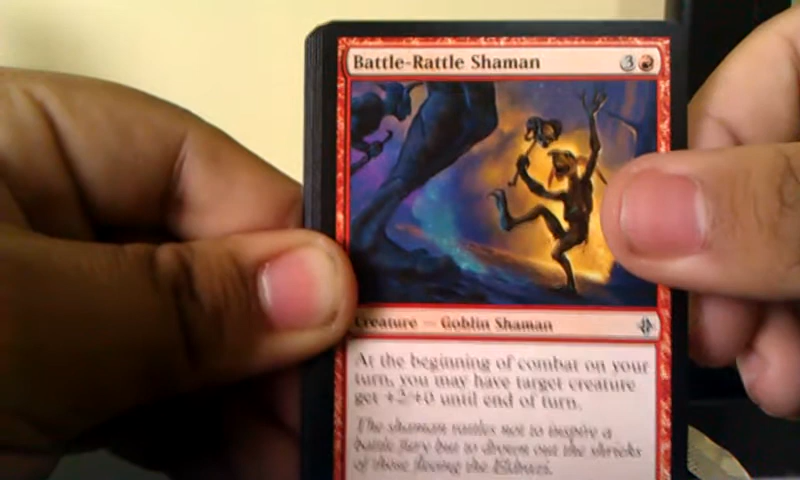 Battle-Rattle Shaman 3
Creature — Goblin Shaman
At the beginning of combat on your
turn, you may have target creature
get +2/+0 until end of turn.
The shaman rattles not to inspire a
battle fury but to drown out the shrieks
of those facing the Eldrazi.